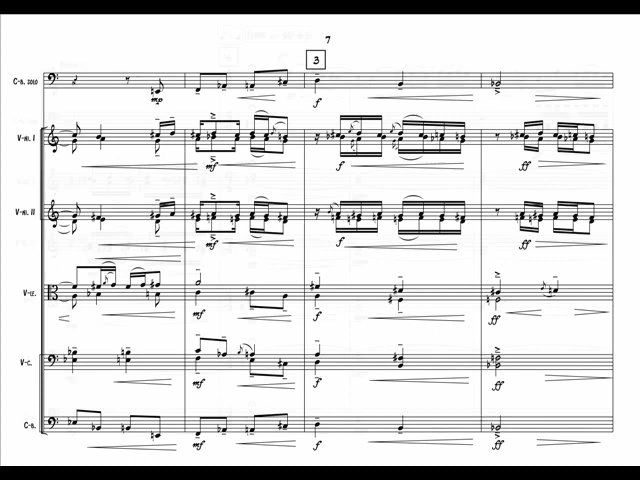 7
3
C-B. SOLO
mp
f
V-NI. I
mf
f
ff
V-NI. II
mf
f
ff
V-LE.
mf
f
ff
V-C.
mf
f
ff
C-B.
mf
f
ff